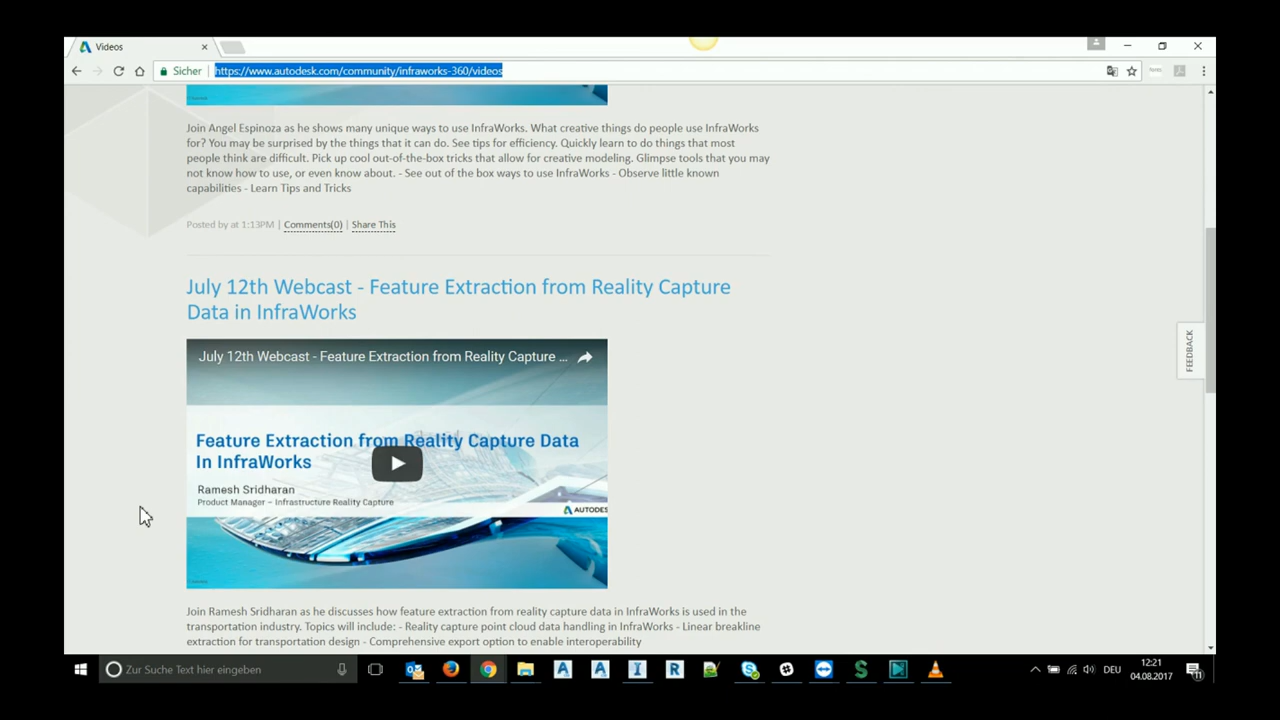 Videos
Sicher
https://www.autodesk.com/community/infraworks-360/videos
Join Angel Espinoza as he shows many unique ways to use InfraWorks. What creative things do people use InfraWorks
for? You may be surprised by the things that it can do. See tips for efficiency. Quickly learn to do things that most
people think are difficult. Pick up cool out-of-the-box tricks that allow for creative modeling. Glimpse tools that you may
not know how to use, or even know about. - See out of the box ways to use InfraWorks - Observe little known
capabilities - Learn Tips and Tricks
Posted by at 1:13PM | Comments(0) | Share This
July 12th Webcast - Feature Extraction from Reality Capture
Data in InfraWorks
July 12th Webcast - Feature Extraction from Reality Capture ...
Feature Extraction from Reality Capture Data
In InfraWorks
Ramesh Sridharan
Product Manager – Infrastructure Reality Capture
AUTODES
FEEDBACK
Join Ramesh Sridharan as he discusses how feature extraction from reality capture data in InfraWorks is used in the
transportation industry. Topics will include: - Reality capture point cloud data handling in InfraWorks - Linear breakline
extraction for transportation design - Comprehensive export option to enable interoperability
Zur Suche Text hier eingeben
DEU
12:21
04.08.2017
11